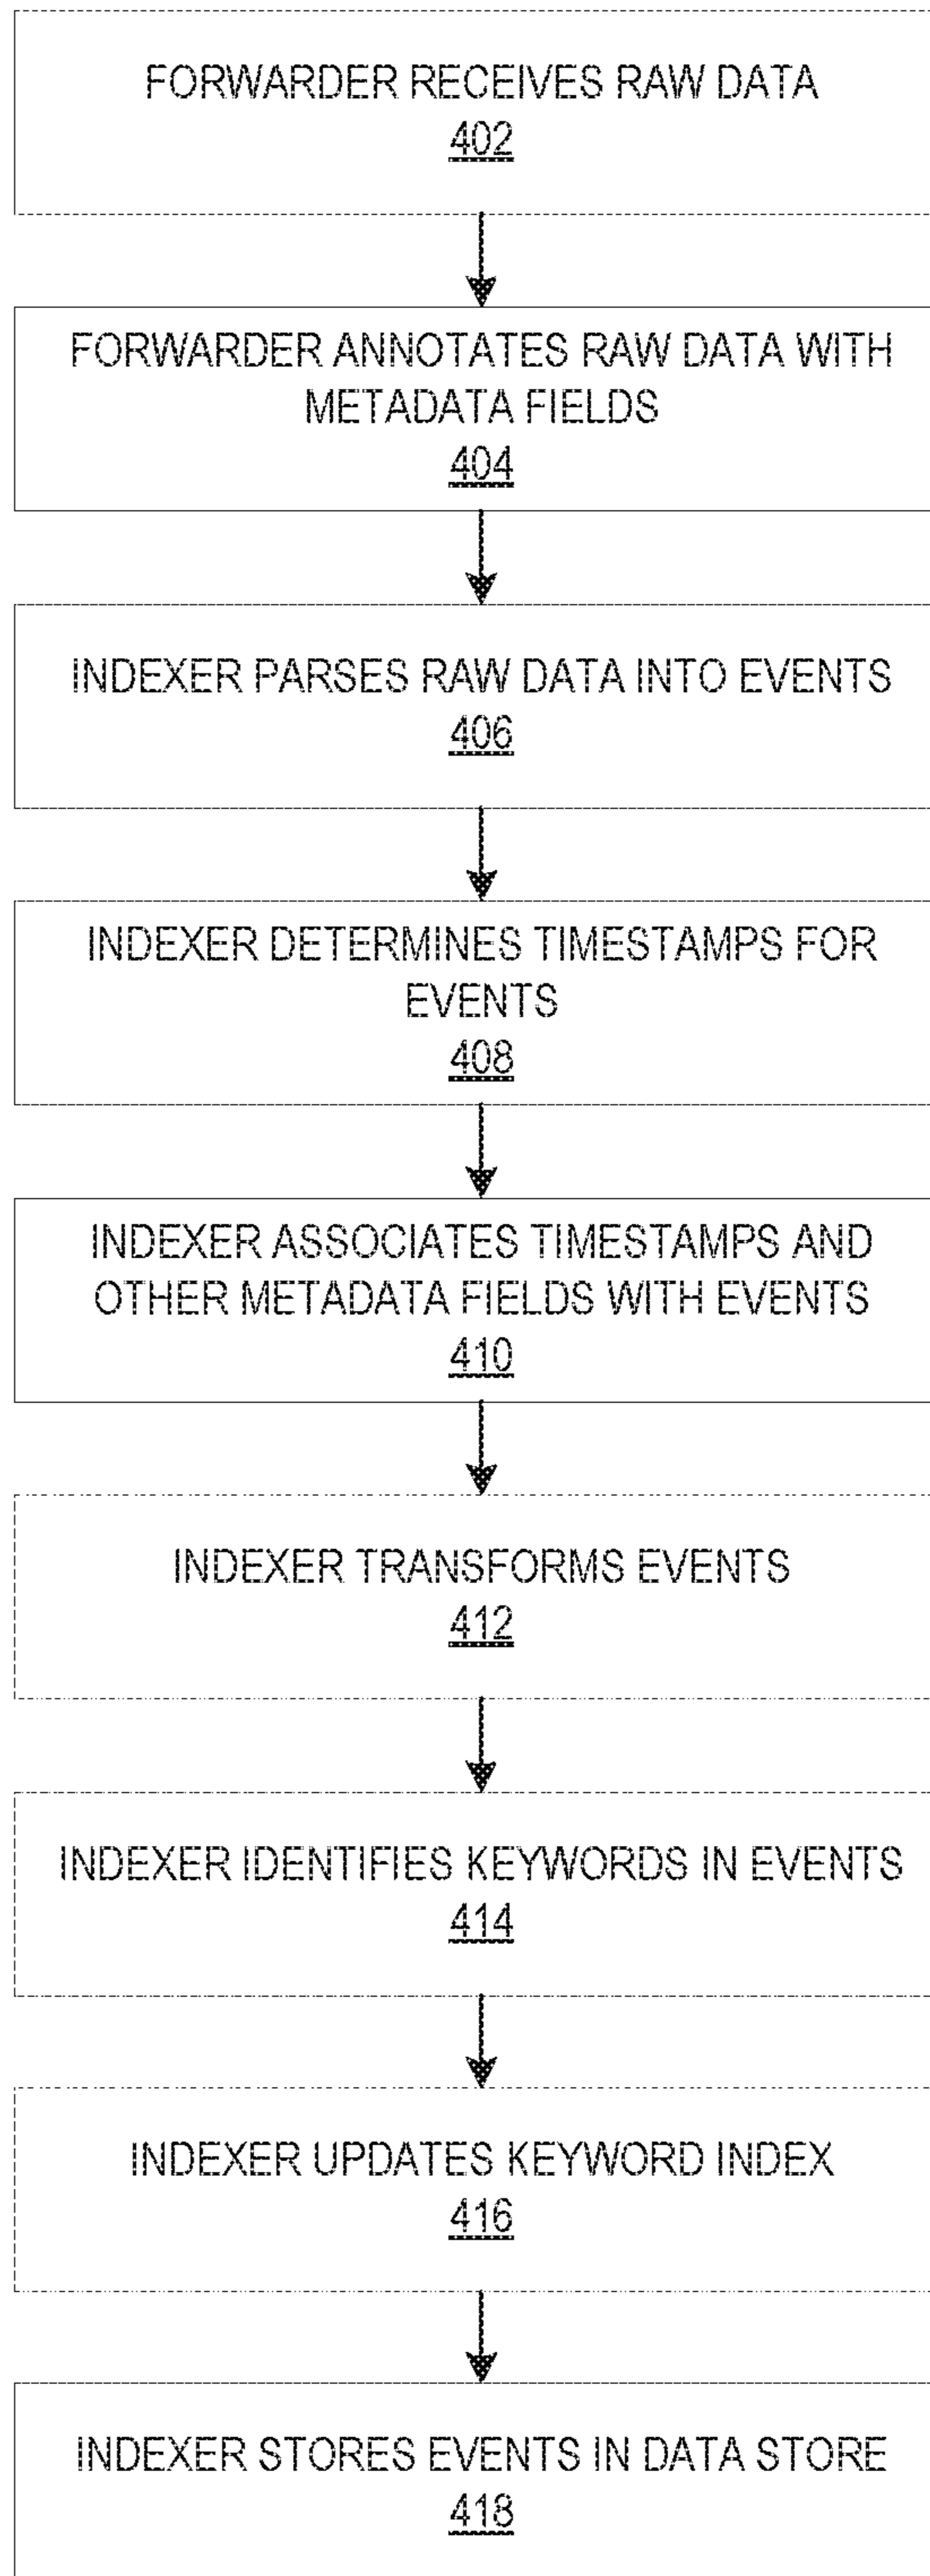 FORWARDER RECEIVES RAW DATA
402
FORWARDER ANNOTATES RAW DATA WITH
METADATA FIELDS
404
INDEXER PARSES RAW DATA INTO EVENTS
406
INDEXER DETERMINES TIMESTAMPS FOR
EVENTS
408
INDEXER ASSOCIATES TIMESTAMPS AND
OTHER METADATA FIELDS WITH EVENTS
410
INDEXER TRANSFORMS EVENTS
412
INDEXER IDENTIFIES KEYWORDS IN EVENTS
414
INDEXER UPDATES KEYWORD INDEX
416
INDEXER STORES EVENTS IN DATA STORE
418